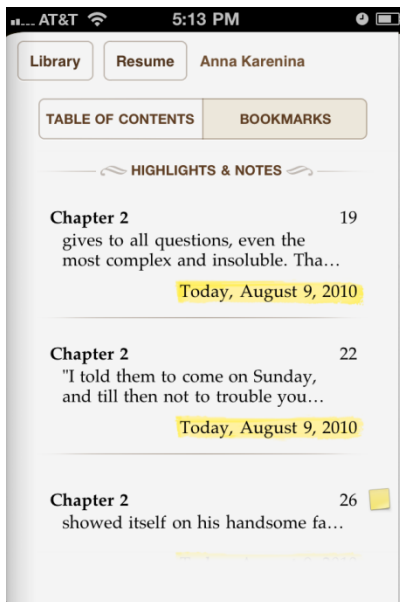 AT&T 5:13 PM
Library Resume Anna Karenina
TABLE OF CONTENTS BOOKMARKS
HIGHLIGHTS & NOTES
Chapter 2 19
gives to all questions, even the
most complex and insoluble. Tha…
Today, August 9, 2010
Chapter 2 22
"I told them to come on Sunday,
and till then not to trouble you…
Today, August 9, 2010
Chapter 2 26
showed itself on his handsome fa…